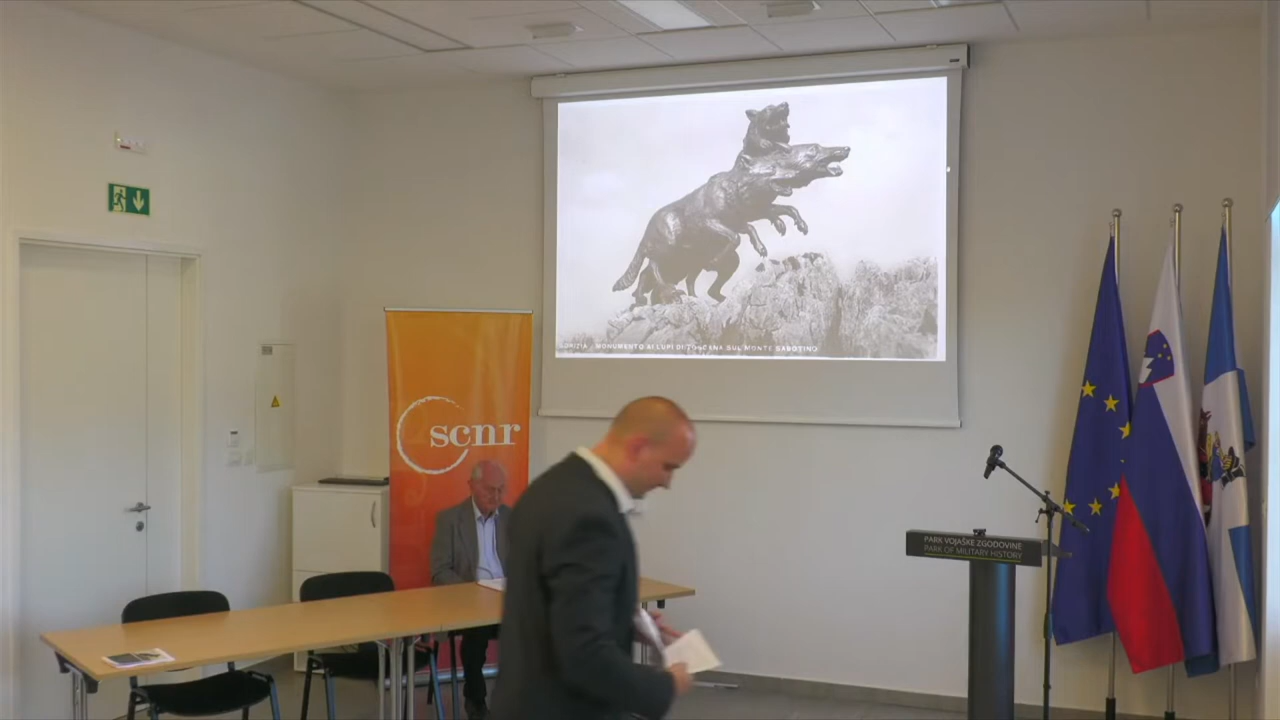 GORIZIA - MONUMENTO AI LUPI DI TOSCANA SUL MONTE SABOTINO
scnr
PARK VOJAŠKE ZGODOVINE
PARK OF MILITARY HISTORY